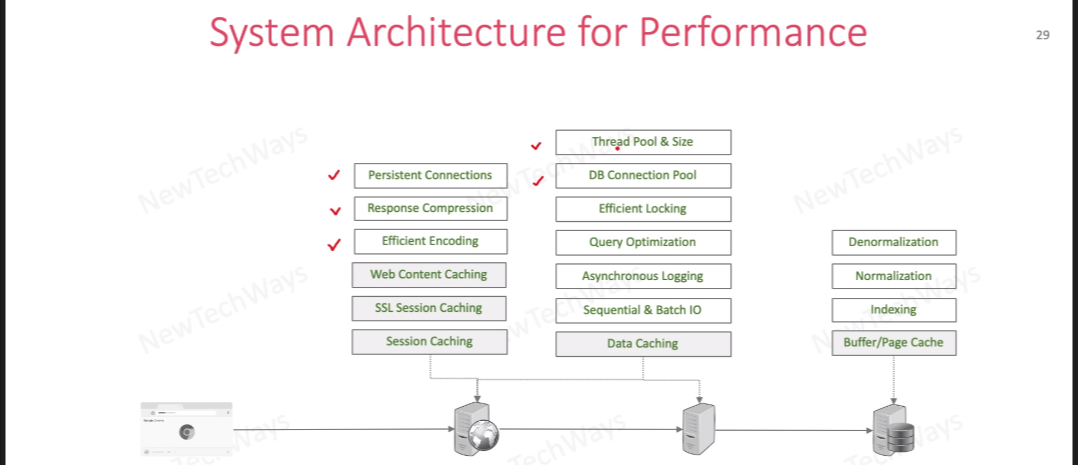 System Architecture for Performance
29
Thread Pool & Size
Persistent Connections
DB Connection Pool
Response Compression
Efficient Locking
Efficient Encoding
Query Optimization
Denormalization
Web Content Caching
Asynchronous Logging
Normalization
SSL Session Caching
Sequential & Batch IO
Indexing
Session Caching
Data Caching
Buffer/Page Cache
NewTechWays
NewTechWays
NewTechWays